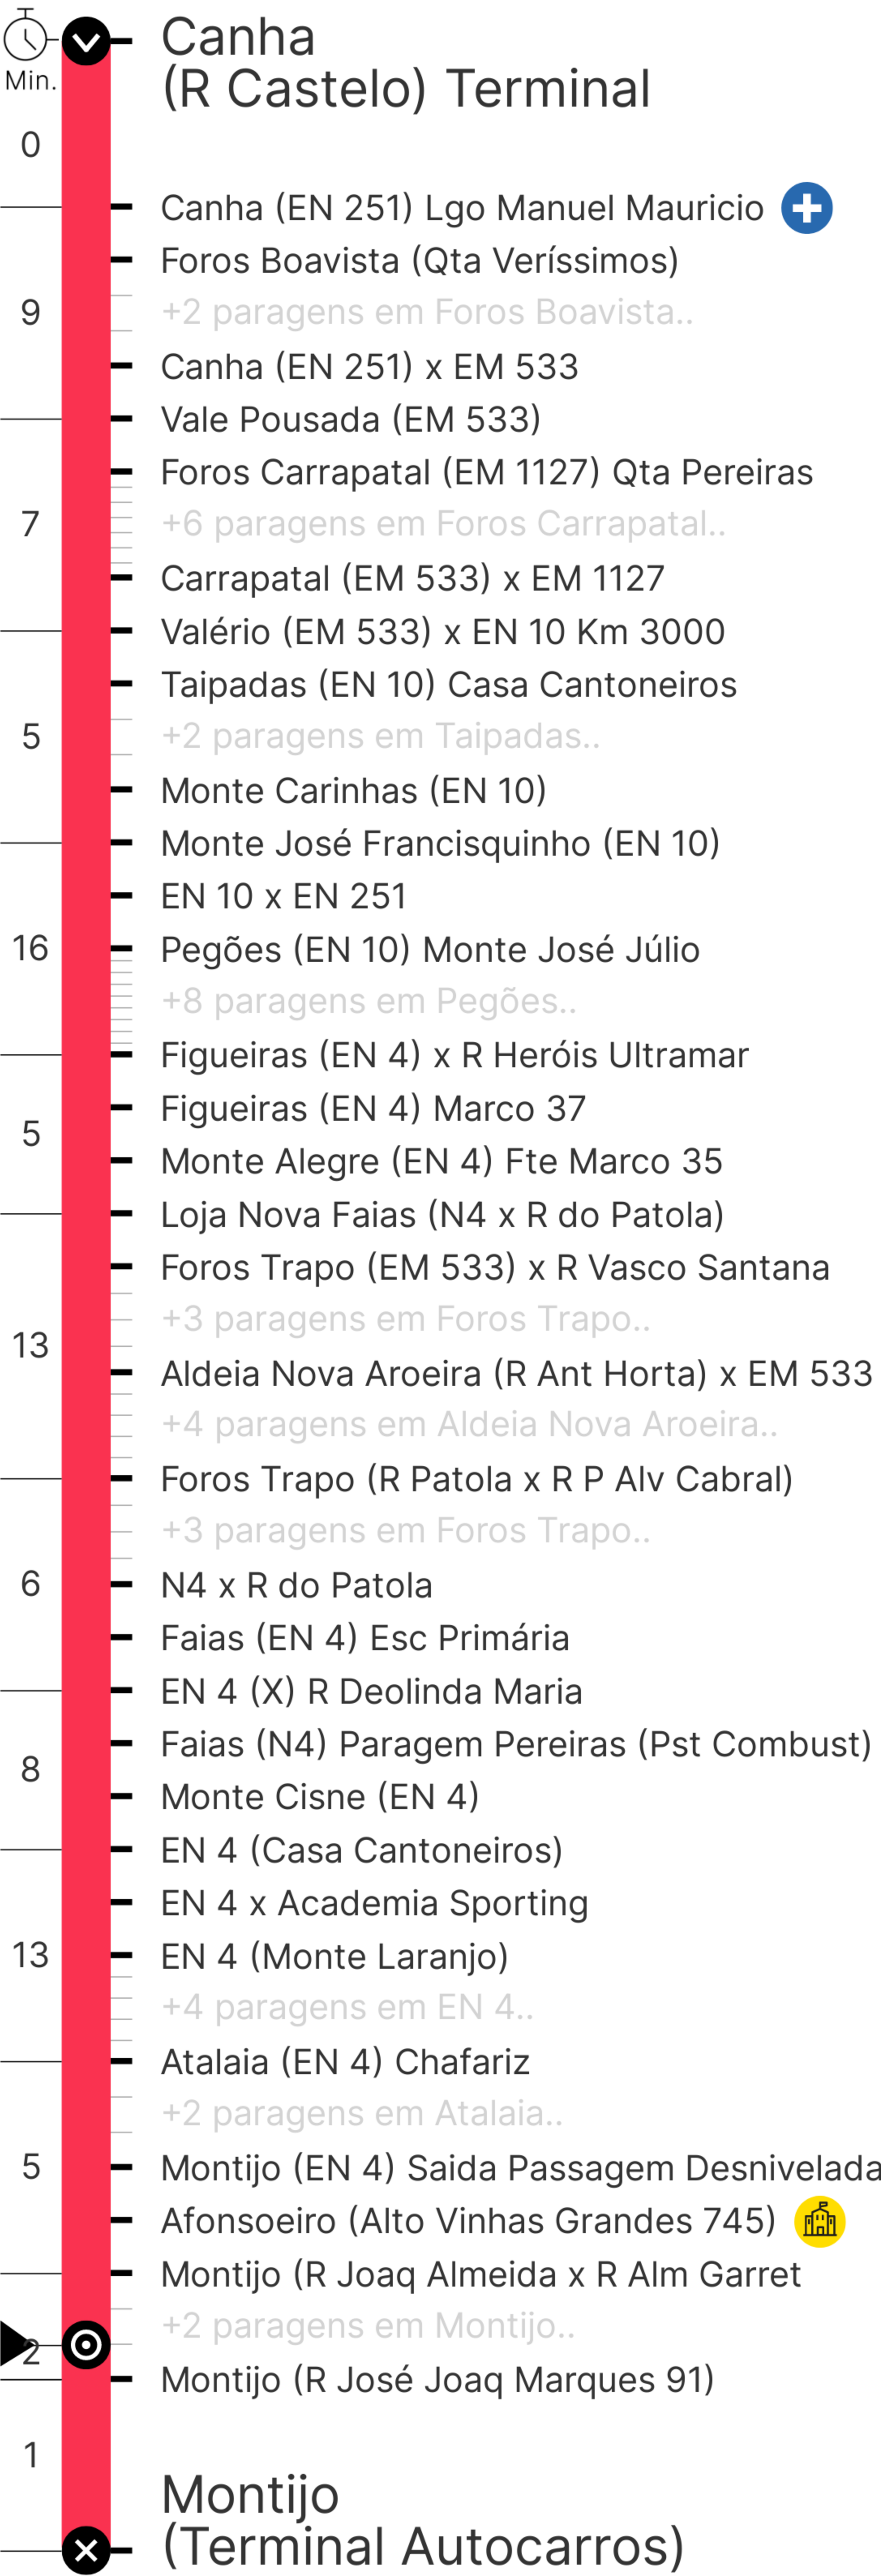 Canha
(R Castelo) Terminal
Min.
0
Canha (EN 251) Lgo Manuel Mauricio
Foros Boavista (Qta Veríssimos)
9
+2 paragens em Foros Boavista..
Canha (EN 251) x EM 533
Vale Pousada (EM 533)
Foros Carrapatal (EM 1127) Qta Pereiras
7
+6 paragens em Foros Carrapatal..
Carrapatal (EM 533) x EM 1127
Valério (EM 533) x EN 10 Km 3000
Taipadas (EN 10) Casa Cantoneiros
5
+2 paragens em Taipadas..
Monte Carinhas (EN 10)
Monte José Francisquinho (EN 10)
EN 10 x EN 251
16
Pegões (EN 10) Monte José Júlio
+8 paragens em Pegões..
Figueiras (EN 4) x R Heróis Ultramar
Figueiras (EN 4) Marco 37
5
Monte Alegre (EN 4) Fte Marco 35
Loja Nova Faias (N4 x R do Patola)
Foros Trapo (EM 533) x R Vasco Santana
+3 paragens em Foros Trapo..
13
Aldeia Nova Aroeira (R Ant Horta) x EM 533
+4 paragens em Aldeia Nova Aroeira..
Foros Trapo (R Patola x R P Alv Cabral)
+3 paragens em Foros Trapo..
6
N4 x R do Patola
Faias (EN 4) Esc Primária
EN 4 (X) R Deolinda Maria
Faias (N4) Paragem Pereiras (Pst Combust)
8
Monte Cisne (EN 4)
EN 4 (Casa Cantoneiros)
EN 4 x Academia Sporting
13
EN 4 (Monte Laranjo)
+4 paragens em EN 4..
Atalaia (EN 4) Chafariz
+2 paragens em Atalaia..
5
Montijo (EN 4) Saida Passagem Desnivelada
Afonsoeiro (Alto Vinhas Grandes 745)
Montijo (R Joaq Almeida x R Alm Garret
+2 paragens em Montijo..
2
Montijo (R José Joaq Marques 91)
1
Montijo
(Terminal Autocarros)